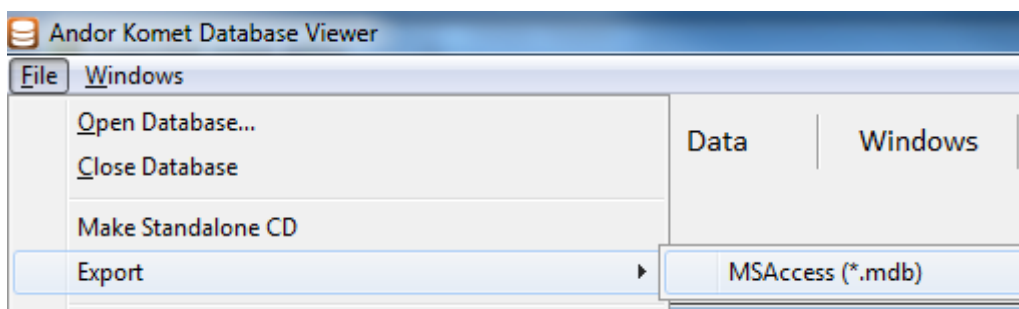 Andor Komet Database Viewer
File Windows
Open Database...
Close Database
Data Windows
Make Standalone CD
Export
MSAccess (*.mdb)